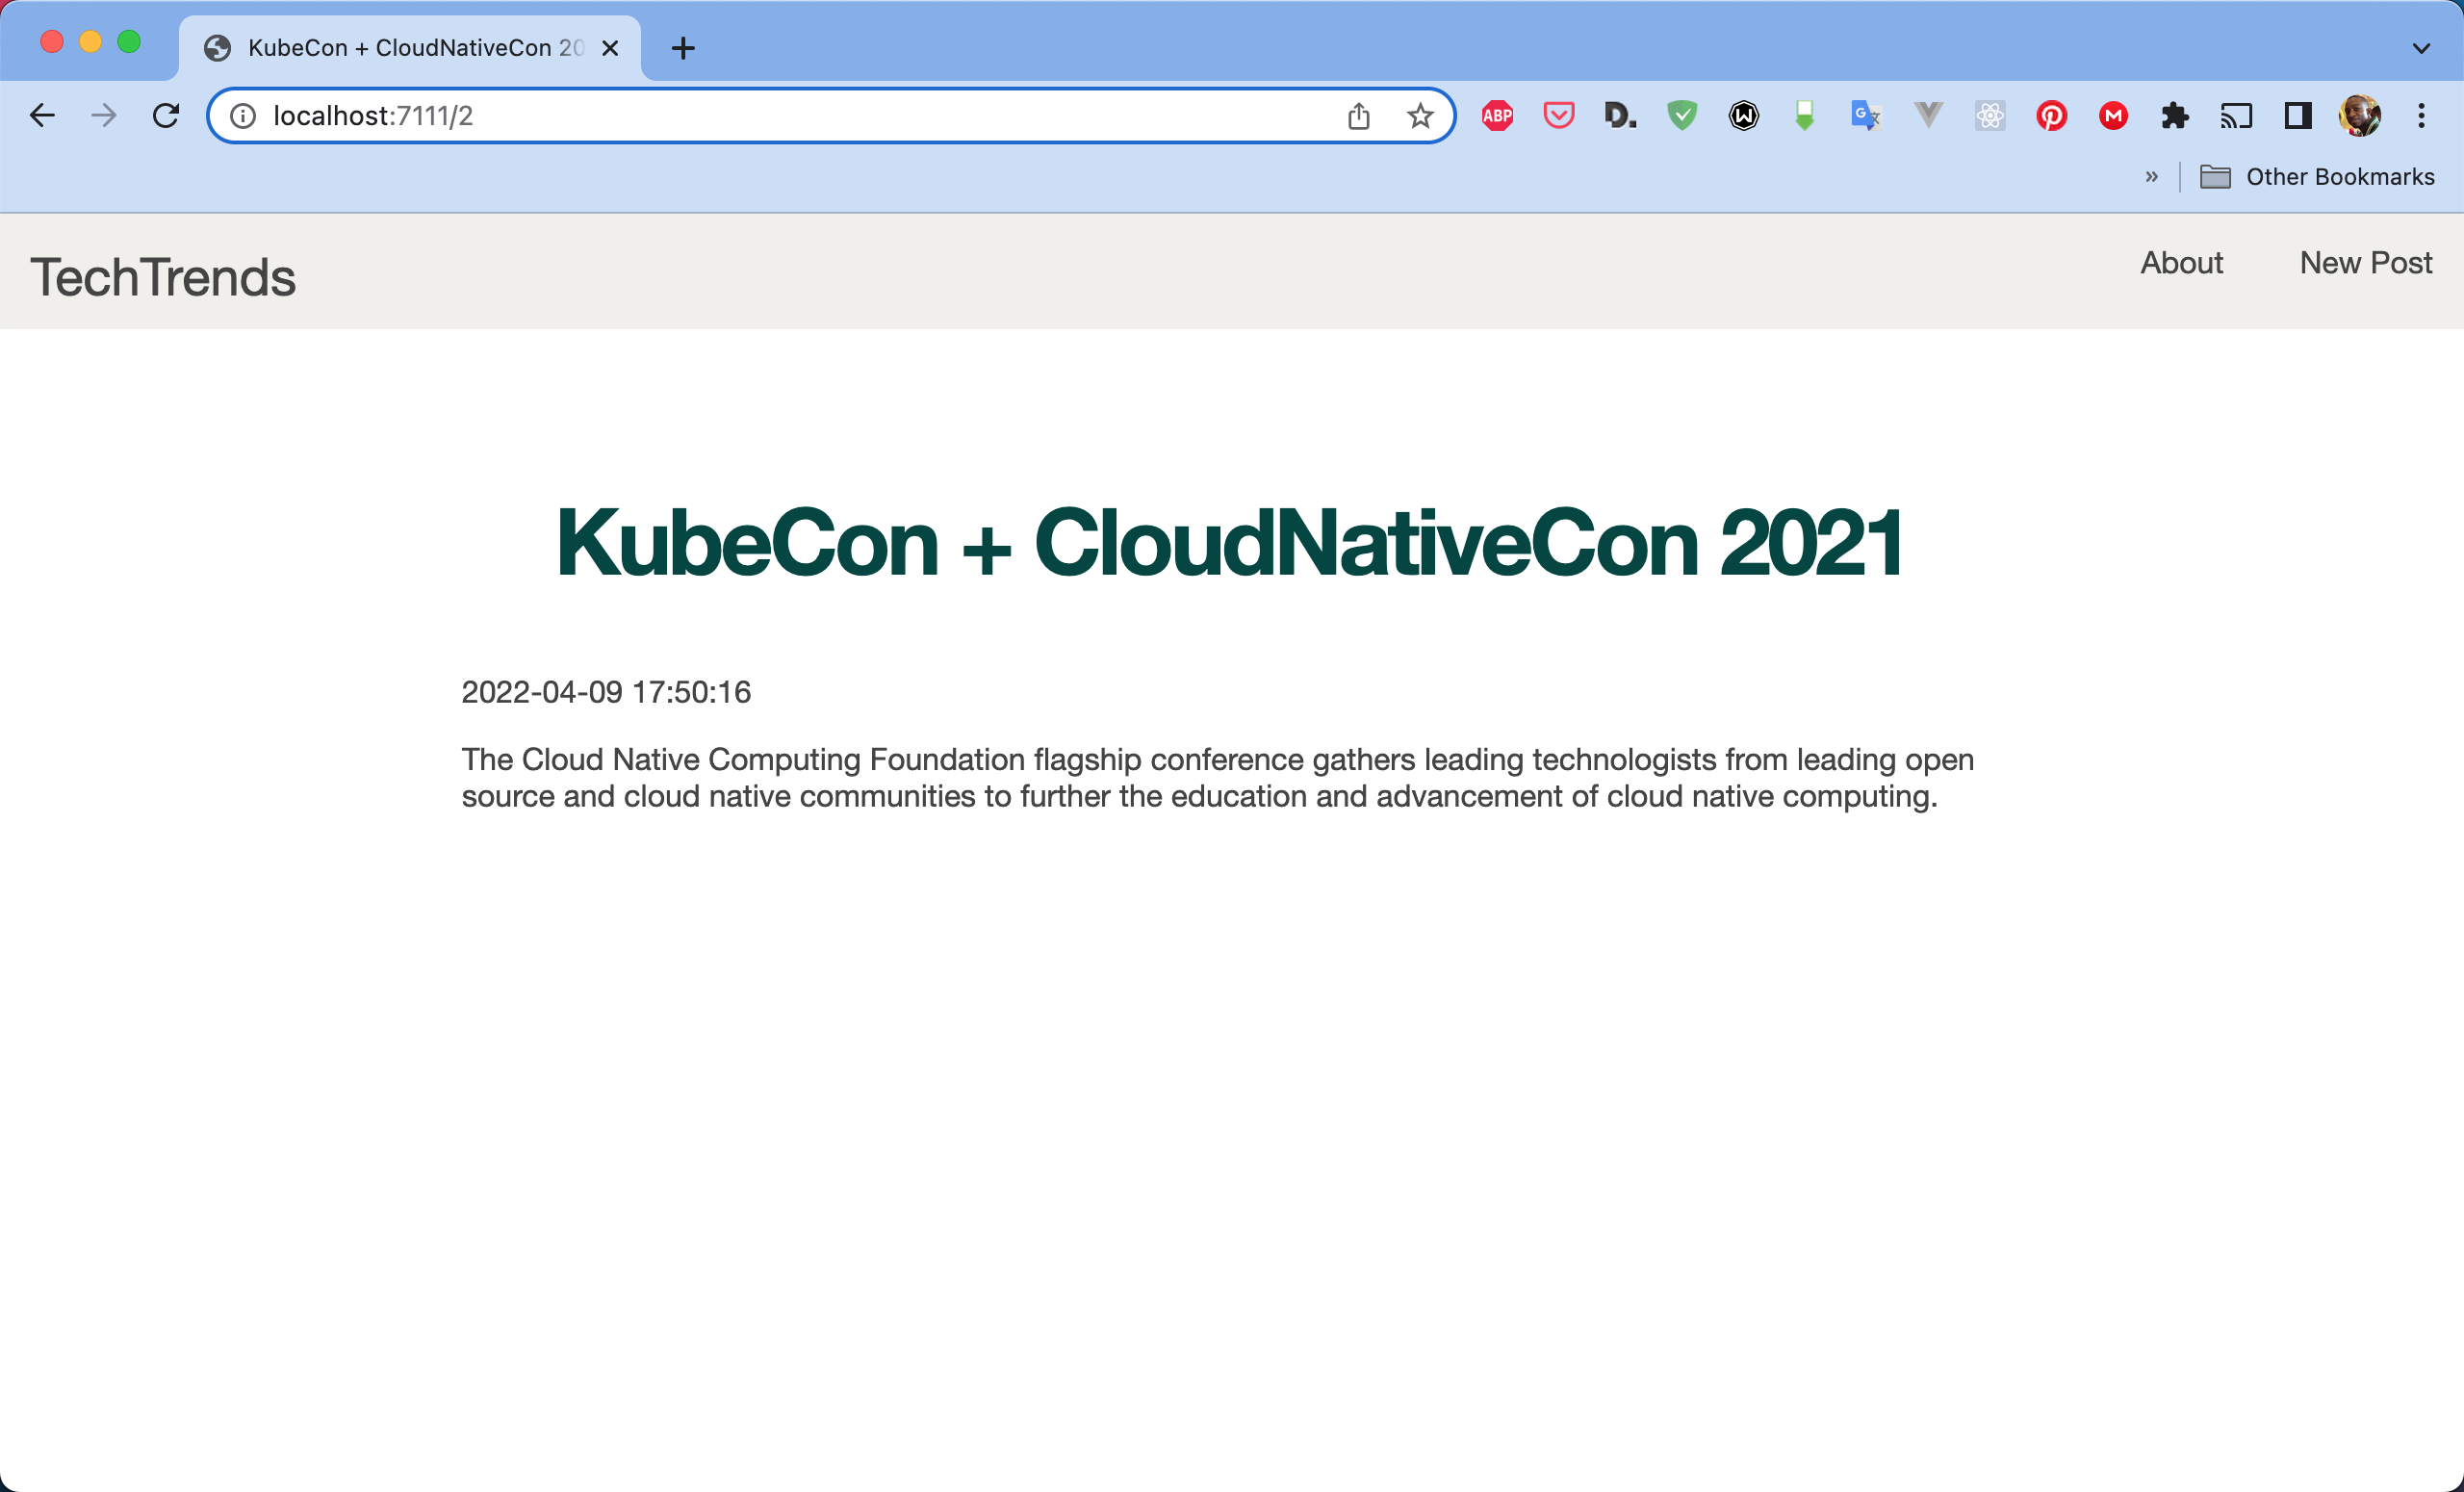 KubeCon + CloudNativeCon 20
localhost:7111/2
ABP
Other Bookmarks
TechTrends
About
New Post
KubeCon + CloudNativeCon 2021
2022-04-09 17:50:16
The Cloud Native Computing Foundation flagship conference gathers leading technologists from leading open
source and cloud native communities to further the education and advancement of cloud native computing.